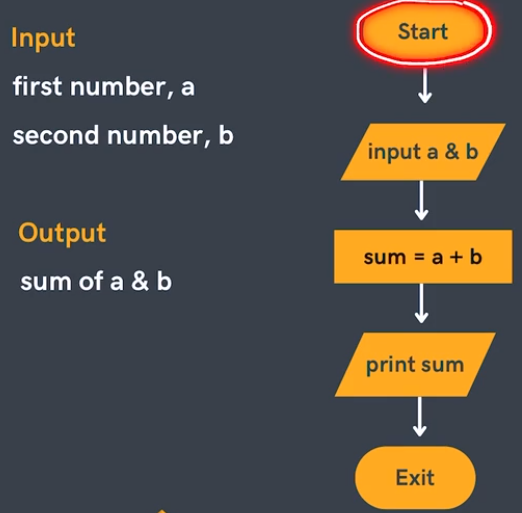 Input
first number, a
second number, b
Output
sum of a & b
Start
input a & b
sum = a + b
print sum
Exit